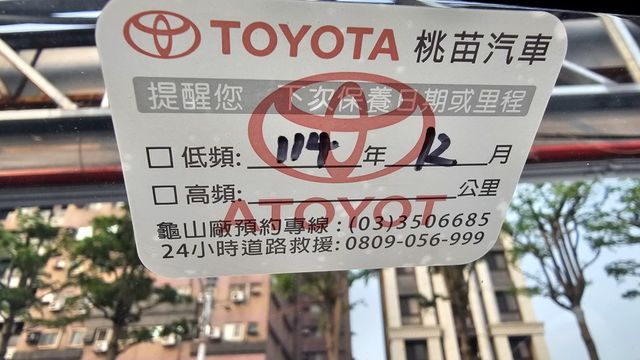 TOYOTA 桃苗汽車
提醒您 下次保養日期或里程
□ 低頻: 114 年 12 月
□ 高頻: 公里
ATOYOT
龜山廠預約專線:(03)3506685
24小時道路救援:0809-056-999